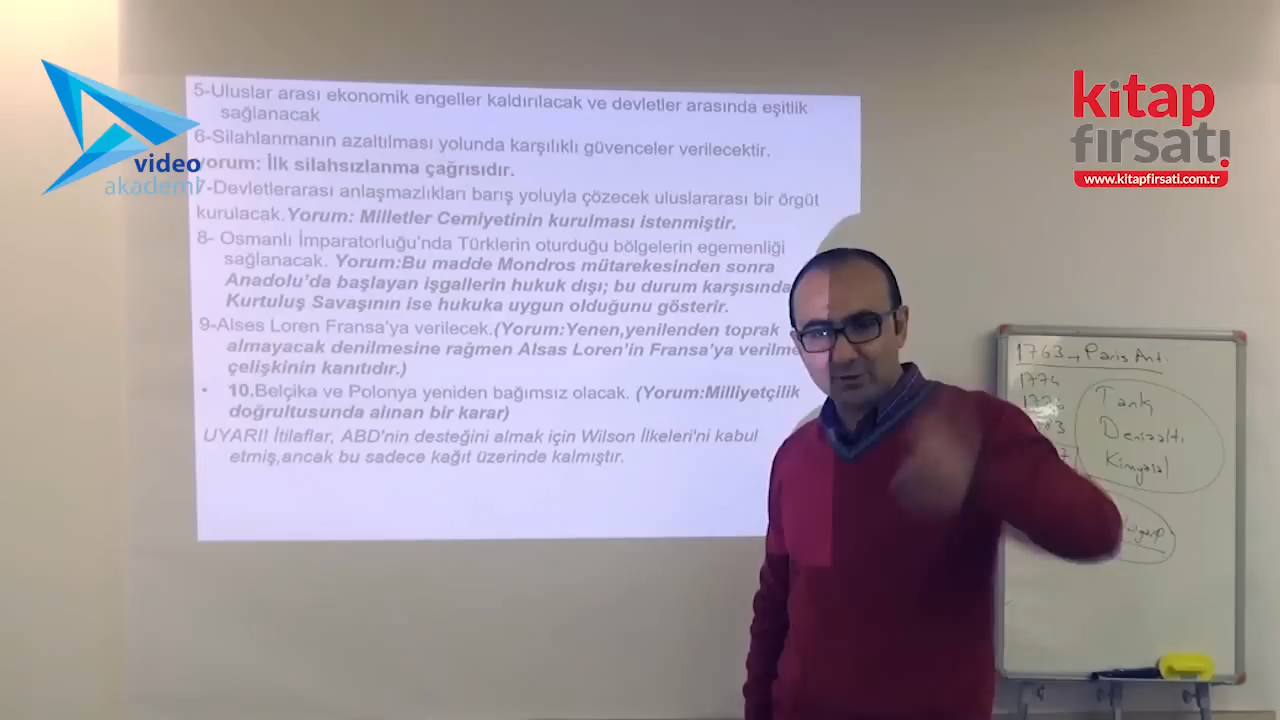 5-Uluslar arası ekonomik engeller kaldırılacak ve devletler arasında eşitlik
sağlanacak
6-Silahlanmanın azaltılması yolunda karşılıklı güvenceler verilecektir.
Yorum: İlk silahsızlanma çağrısıdır.
7-Devletlerarası anlaşmazlıkları barış yoluyla çözecek uluslararası bir örgüt
kurulacak.Yorum: Milletler Cemiyetinin kurulması istenmiştir.
8- Osmanlı İmparatorluğu'nda Türklerin oturduğu bölgelerin egemenliği
sağlanacak. Yorum:Bu madde Mondros mütarekesinden sonra
Anadolu'da başlayan işgallerin hukuk dışı; bu durum karşısında
Kurtuluş Savaşının ise hukuka uygun olduğunu gösterir.
9-Alses Loren Fransa'ya verilecek.(Yorum:Yenen,yenilenden toprak
almayacak denilmesine rağmen Alsas Loren'in Fransa'ya verilme
çelişkinin kanıtıdır.)
• 10.Belçika ve Polonya yeniden bağımsız olacak. (Yorum:Milliyetçilik
doğrultusunda alınan bir karar)
UYARI! İtilaflar, ABD'nin desteğini almak için Wilson İlkeleri'ni kabul
etmiş,ancak bu sadece kağıt üzerinde kalmıştır.
video
akademi
kitap
fırsatı
www.kitapfirsati.com.tr
1763→Paris Ant
1774
Tank
Denizaltı
Kimyasal